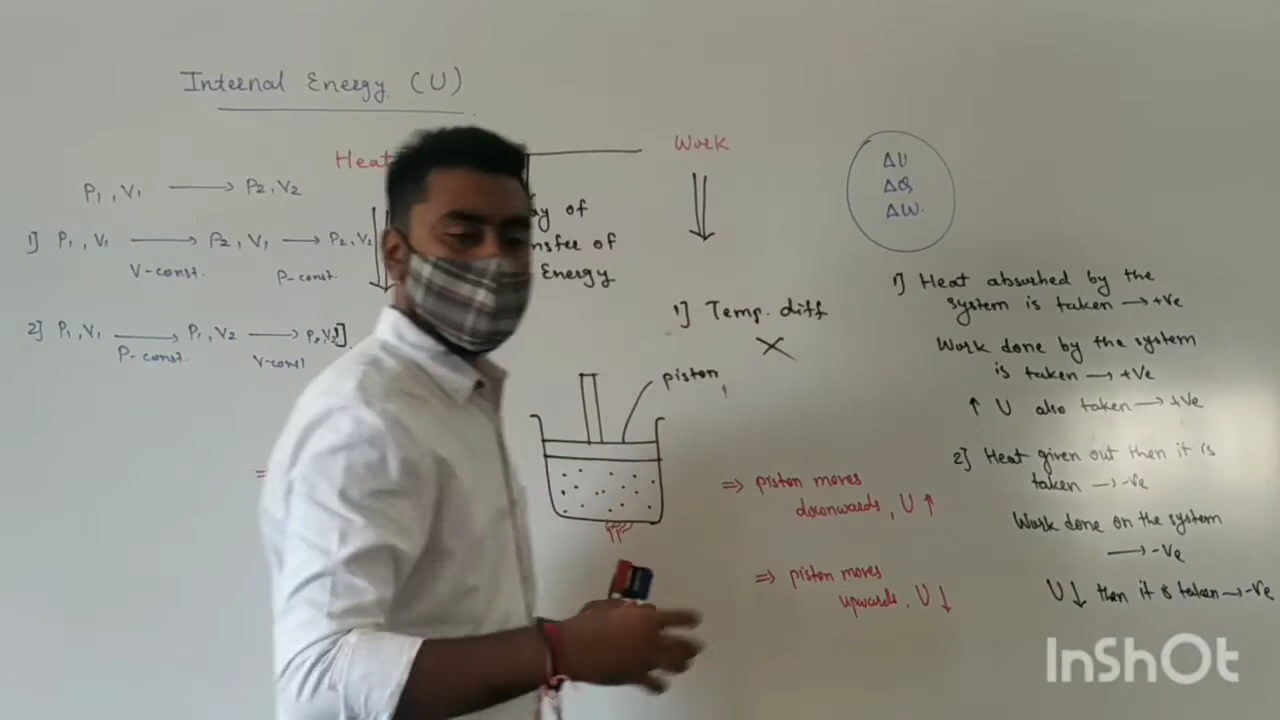 Internal Energy (U)
Heat
Work
P₁, V₁ ⟶ P₂, V₂
1] P₁, V₁ ⟶ P₂, V₁ ⟶ P₂, V₂
V-const. P-const.
2] P₁, V₁ ⟶ P₁, V₂ ⟶ P₂, V₂
P-const. V-const
of
of
Energy
1] Temp. diff
piston
⇒ piston moves
downwards, U ↑
⇒ piston moves
upwards, U ↓
ΔU
ΔQ
ΔW.
1] Heat absurbed by the
system is taken ⟶ +ve
Work done by the system
is taken ⟶ +ve
↑ U also taken ⟶ +ve
2] Heat given out then it is
taken ⟶ -ve
Work done on the system
⟶ -ve
U↓ then it is taken ⟶ -ve
InShOt